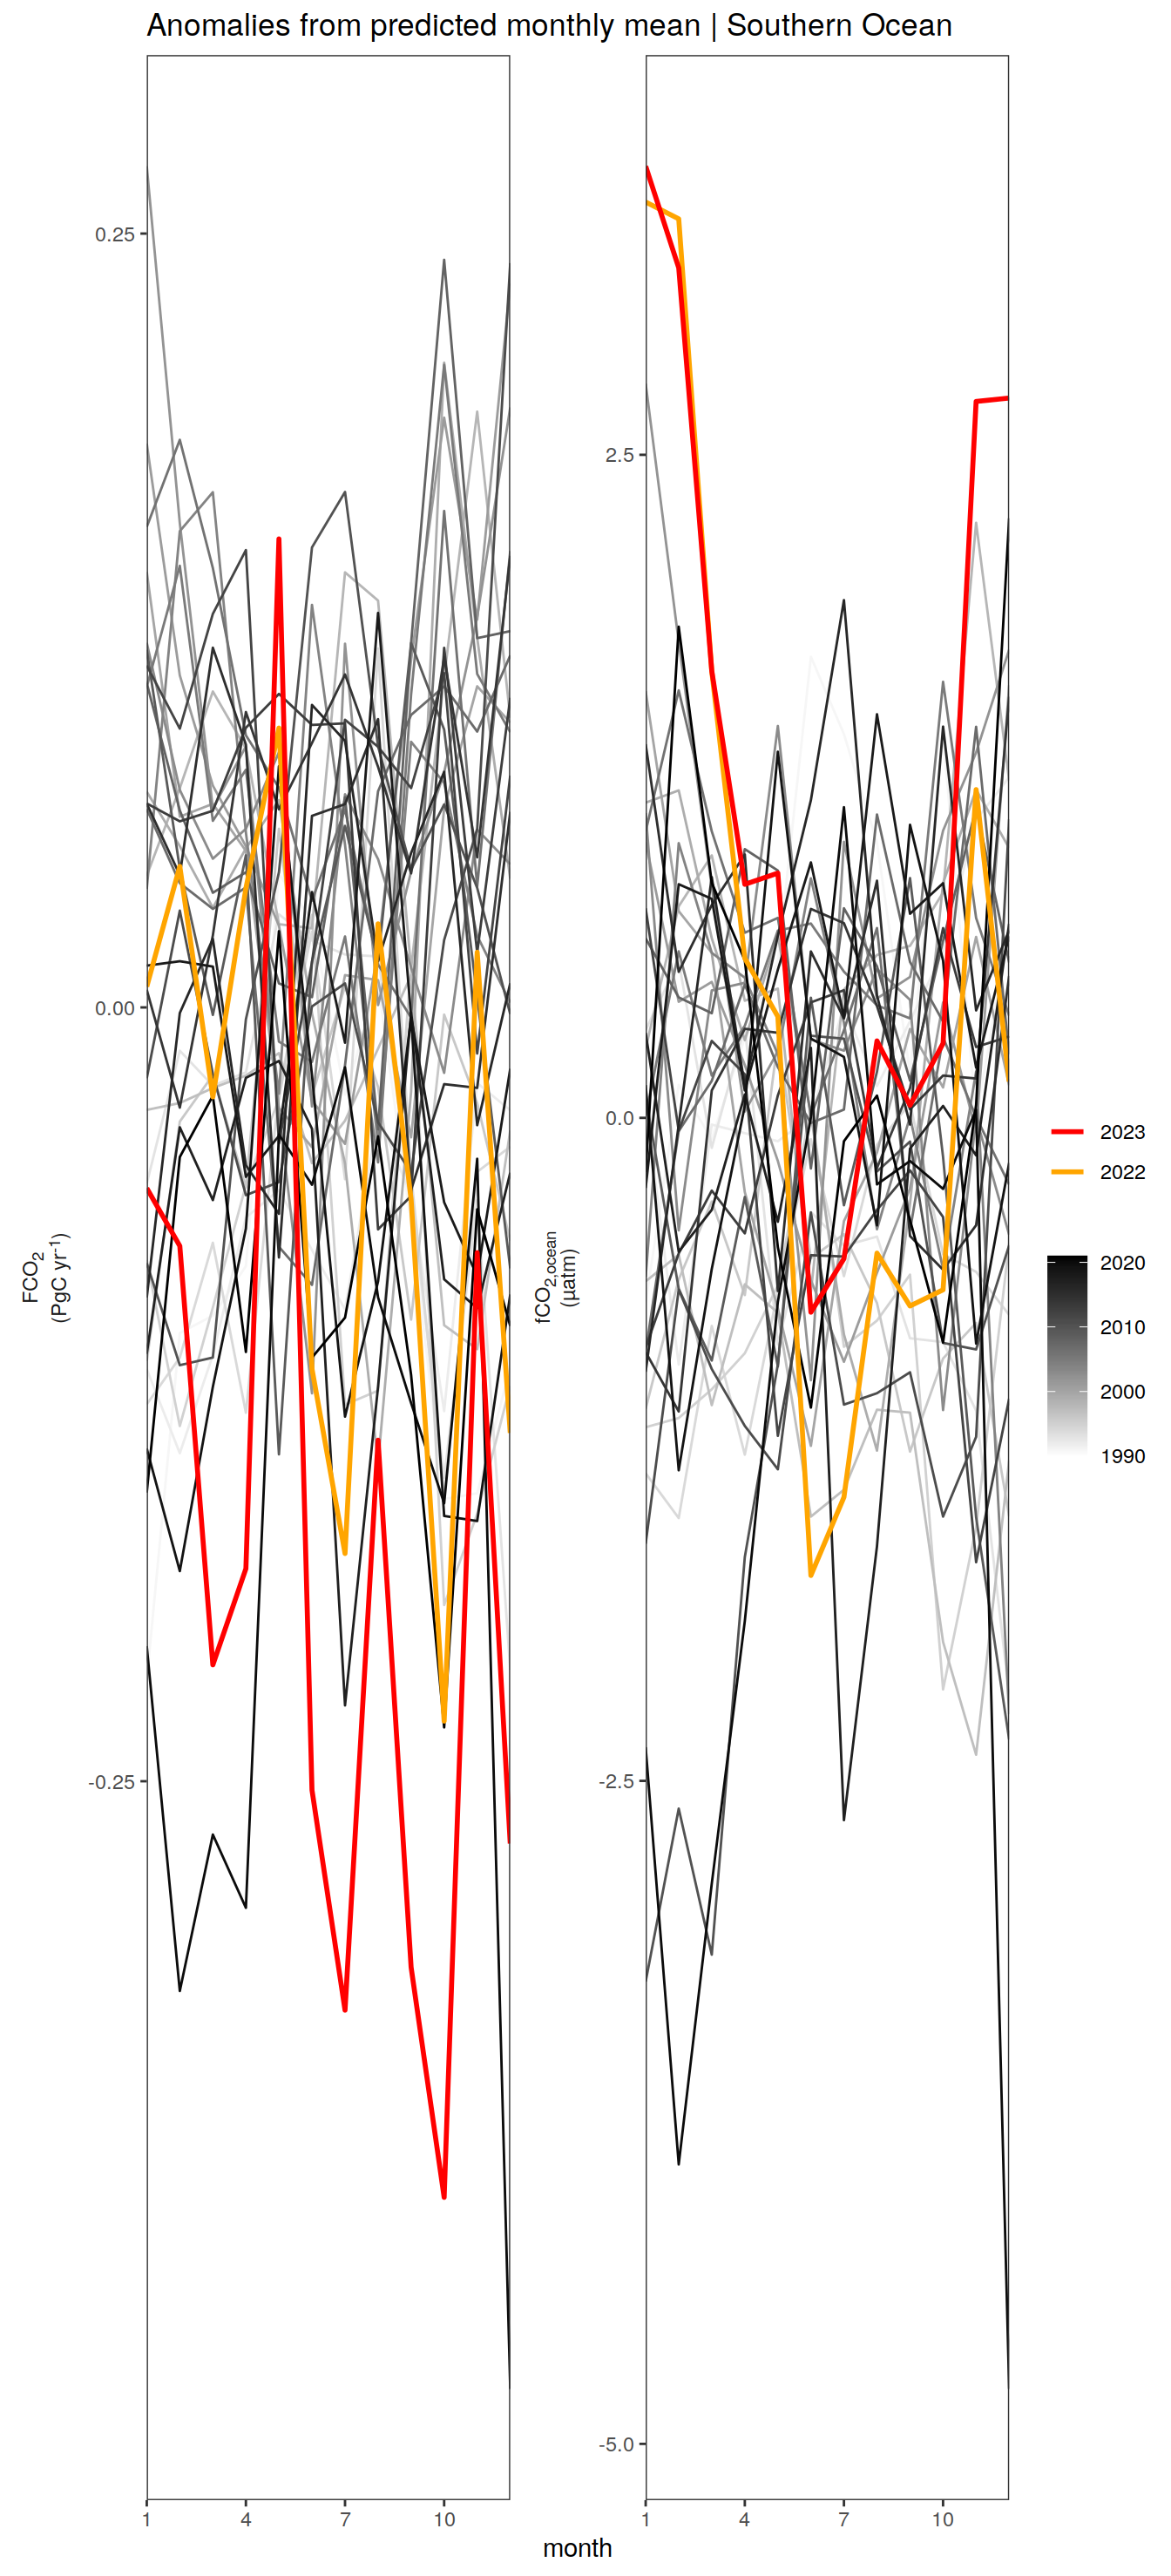 Anomalies from predicted monthly mean | Southern Ocean
FCO₂
(PgC yr⁻¹)
0.25
0.00
-0.25
1 4 7 10
fCO₂,ocean
(µatm)
2.5
0.0
-2.5
-5.0
1 4 7 10
month
2023
2022
2020
2010
2000
1990